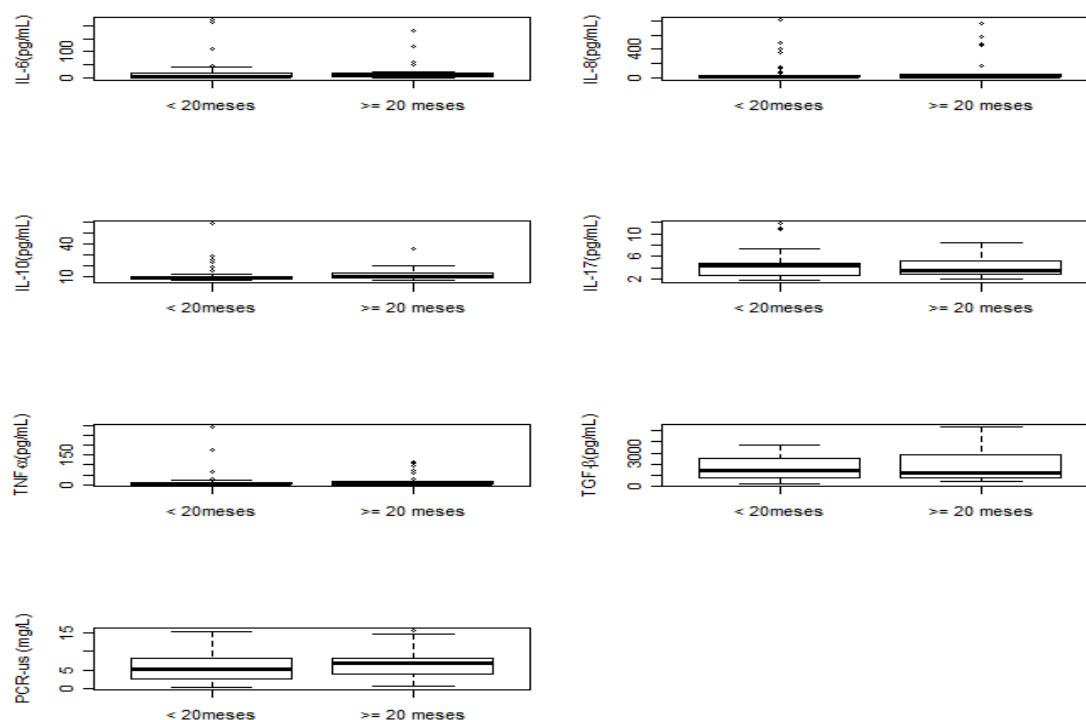 IL-6(pg/mL)
0 100
< 20meses >= 20 meses
IL-8(pg/mL)
0 400
< 20meses >= 20 meses
IL-10(pg/mL)
10 40
< 20meses >= 20 meses
IL-17(pg/mL)
2 6 10
< 20meses >= 20 meses
TNFα(pg/mL)
0 150
< 20meses >= 20 meses
TGFβ(pg/mL)
0 3000
< 20meses >= 20 meses
PCR-us (mg/L)
0 5 15
< 20meses >= 20 meses